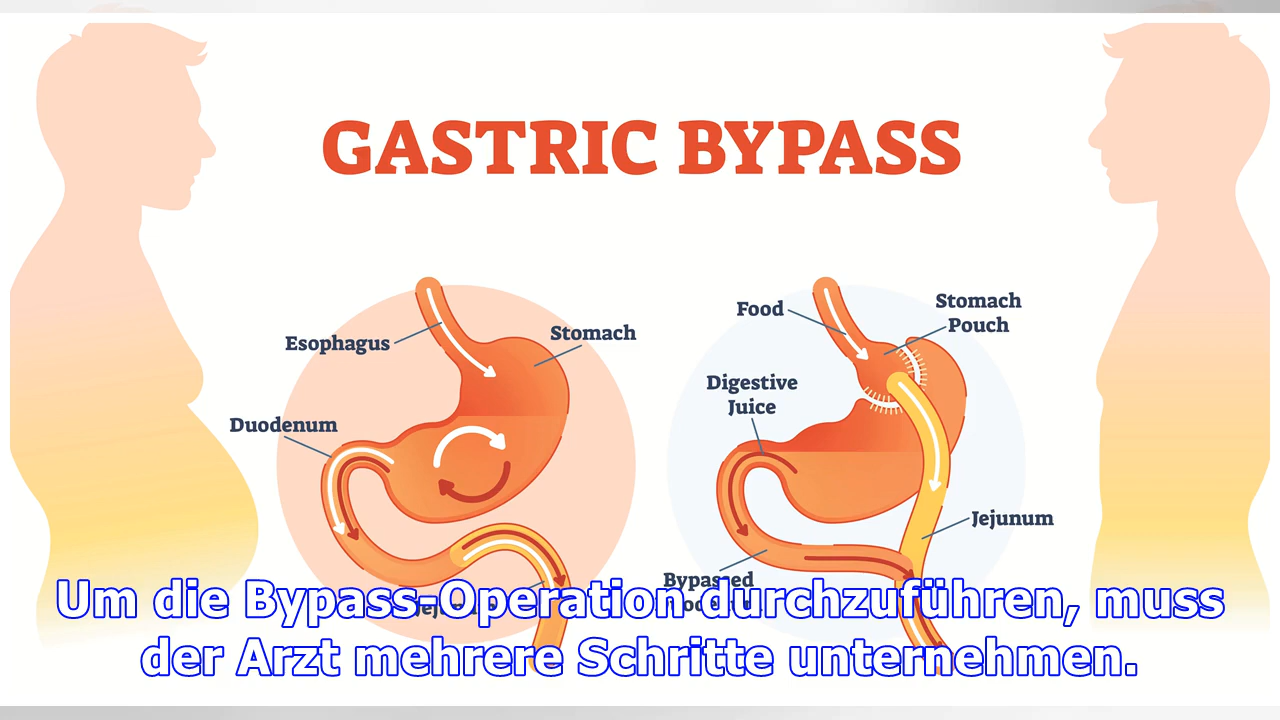 GASTRIC BYPASS
Esophagus
Stomach
Duodenum
Food
Stomach
Pouch
Digestive
Juice
Jejunum
Um die Bypass-Operation durchzuführen, muss
der Arzt mehrere Schritte unternehmen.